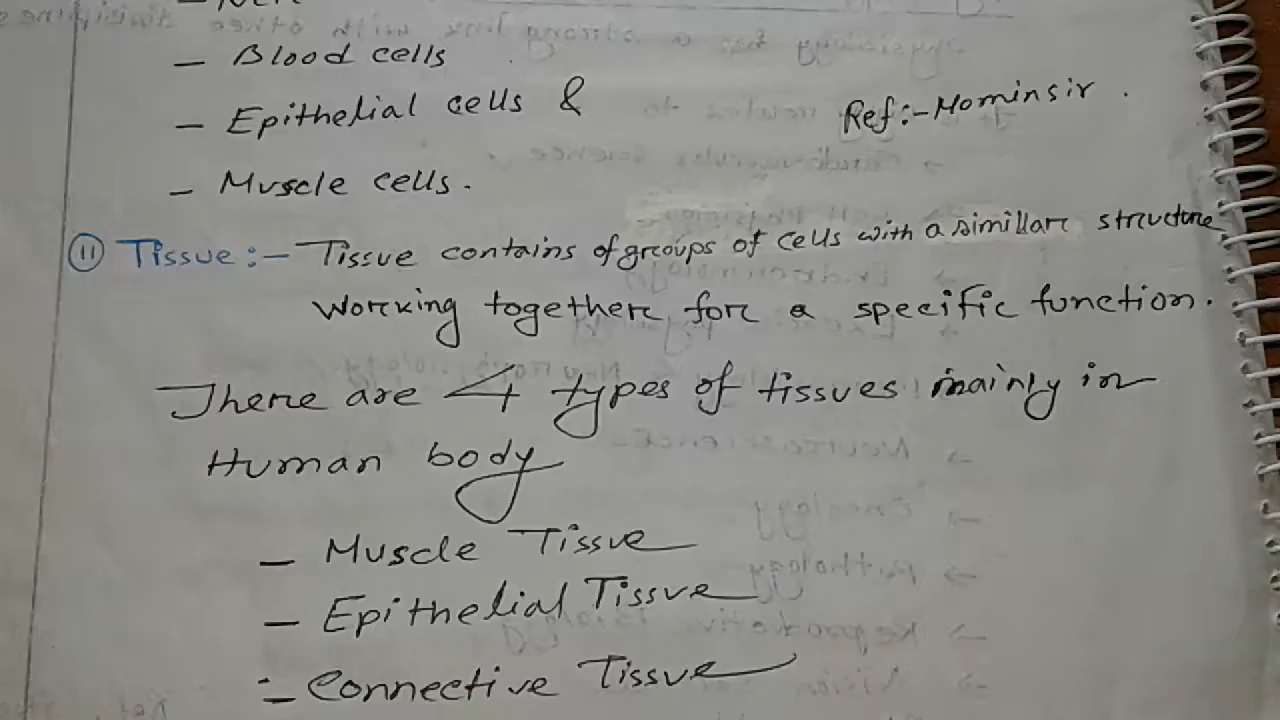 - Blood cells
- Epithelial cells &
Ref:- Mominsir.
- Muscle cells.
11 Tissue:- Tissue contains of groups of cells with a similar structure
working together for a specific function.
There are 4 types of tissues mainly in
Human body
- Muscle Tissue
- Epithelial Tissue
- Connective Tissue